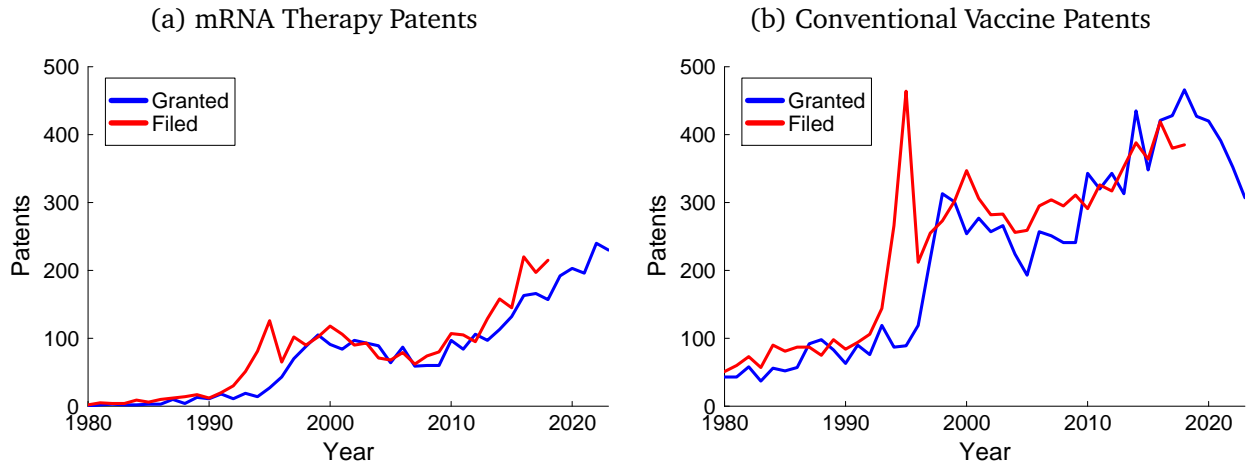 (a) mRNA Therapy Patents
500
400
300
200
100
0
Patents
Granted
Filed
1980
1990
2000
2010
2020
Year
(b) Conventional Vaccine Patents
500
400
300
200
100
0
Patents
Granted
Filed
1980
1990
2000
2010
2020
Year